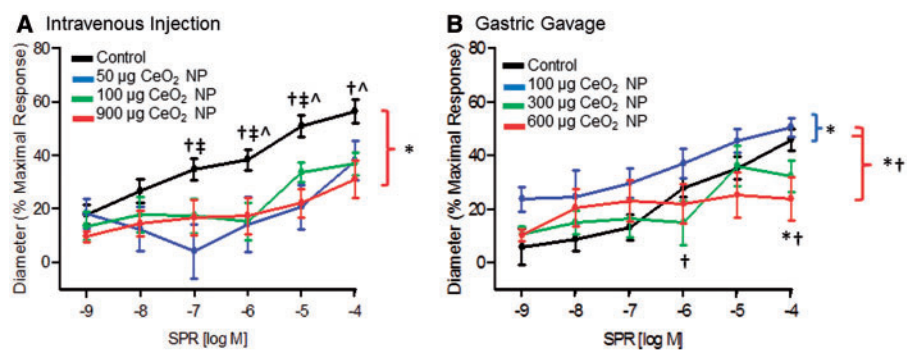 A Intravenous Injection
Diameter (% Maximal Response)
80
60
40
20
0
Control
50 µg CeO₂ NP
100 µg CeO₂ NP
900 µg CeO₂ NP
†‡
†‡^
†‡^
†^
*
-9 -8 -7 -6 -5 -4
SPR [log M]
B Gastric Gavage
Diameter (% Maximal Response)
80
60
40
20
0
Control
100 µg CeO₂ NP
300 µg CeO₂ NP
600 µg CeO₂ NP
*
*†
*†
†
-9 -8 -7 -6 -5 -4
SPR [log M]